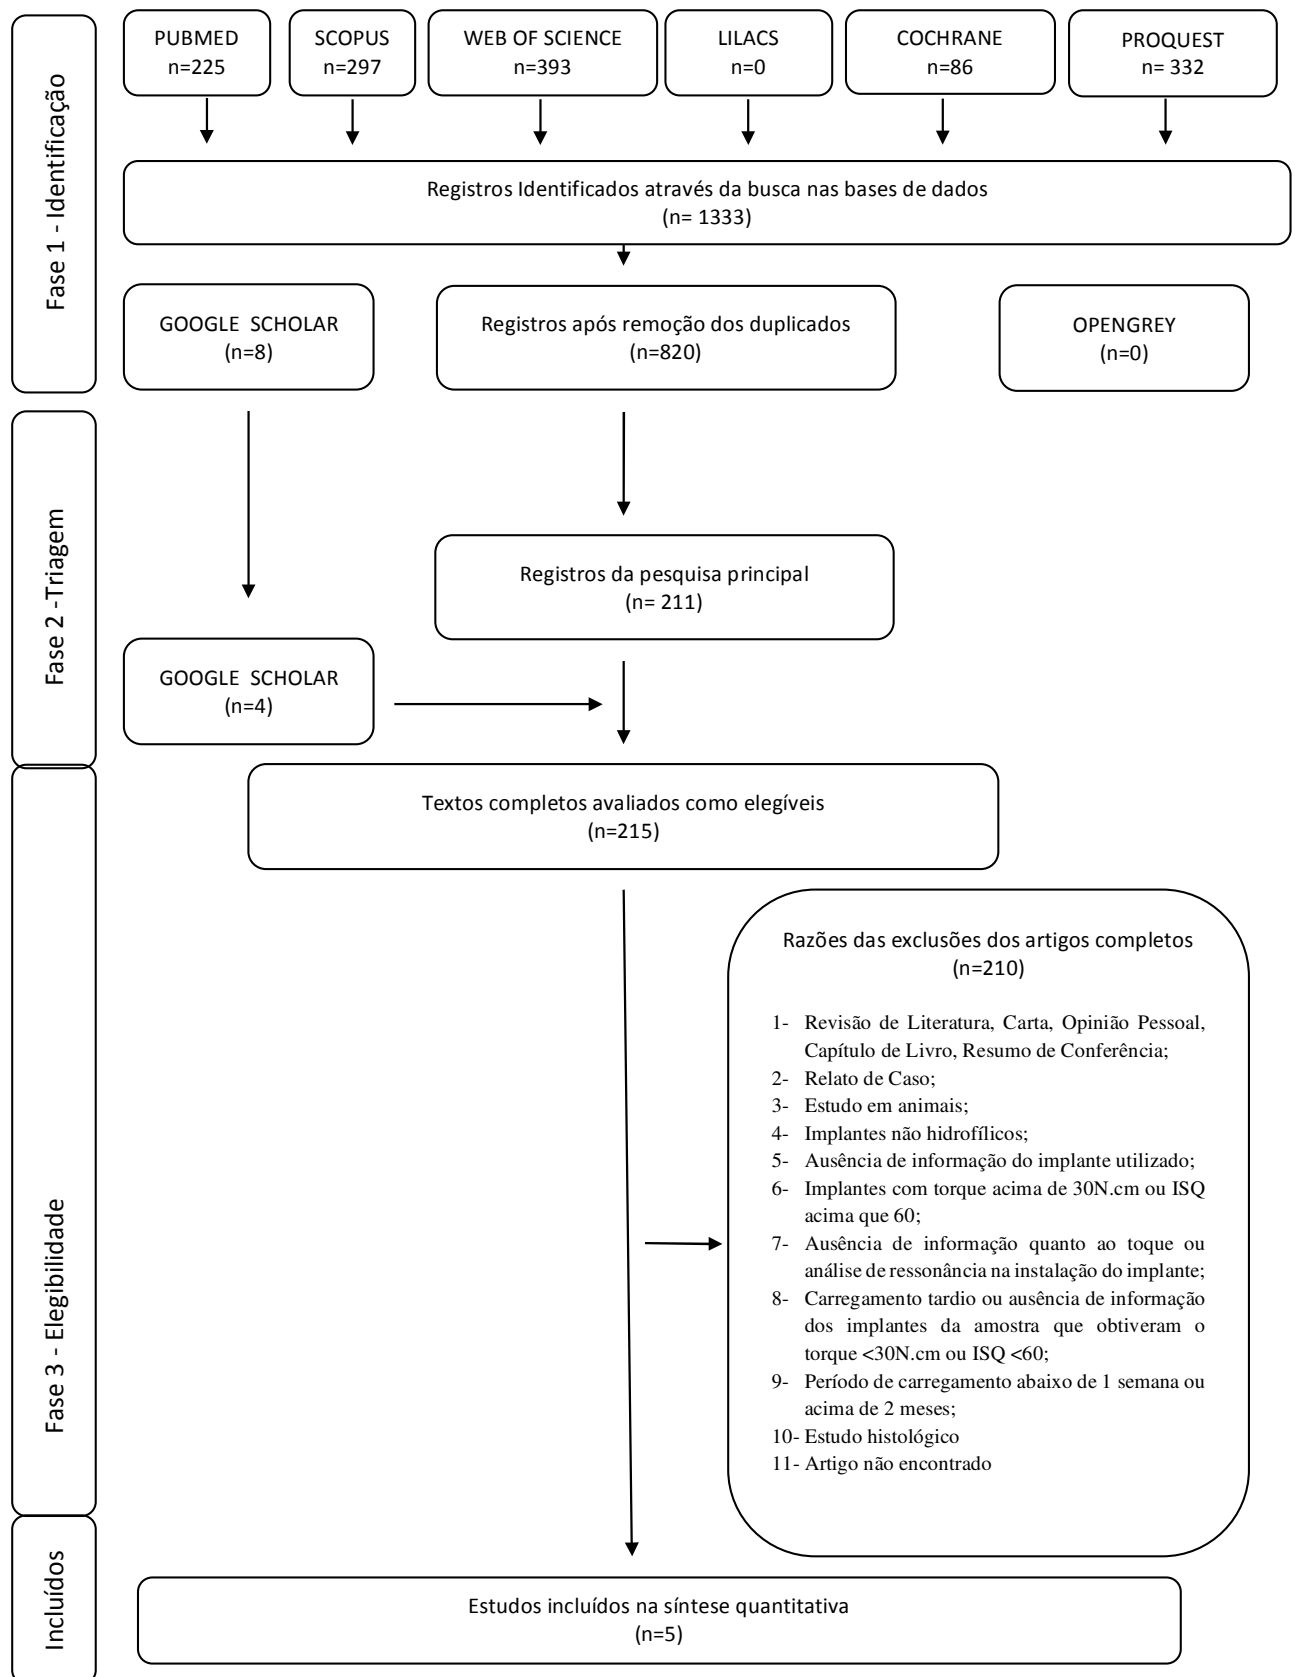 Fase 1 - Identificação
PUBMED
n=225
SCOPUS
n=297
WEB OF SCIENCE
n=393
LILACS
n=0
COCHRANE
n=86
PROQUEST
n= 332
Registros Identificados através da busca nas bases de dados
(n= 1333)
GOOGLE SCHOLAR
(n=8)
Registros após remoção dos duplicados
(n=820)
OPENGREY
(n=0)
Fase 2 -Triagem
Registros da pesquisa principal
(n= 211)
GOOGLE SCHOLAR
(n=4)
Fase 3 - Elegibilidade
Textos completos avaliados como elegíveis
(n=215)
Razões das exclusões dos artigos completos
(n=210)
1- Revisão de Literatura, Carta, Opinião Pessoal,
Capítulo de Livro, Resumo de Conferência;
2- Relato de Caso;
3- Estudo em animais;
4- Implantes não hidrofílicos;
5- Ausência de informação do implante utilizado;
6- Implantes com torque acima de 30N.cm ou ISQ
acima que 60;
7- Ausência de informação quanto ao toque ou
análise de ressonância na instalação do implante;
8- Carregamento tardio ou ausência de informação
dos implantes da amostra que obtiveram o
torque <30N.cm ou ISQ <60;
9- Período de carregamento abaixo de 1 semana ou
acima de 2 meses;
10- Estudo histológico
11- Artigo não encontrado
Incluídos
Estudos incluídos na síntese quantitativa
(n=5)